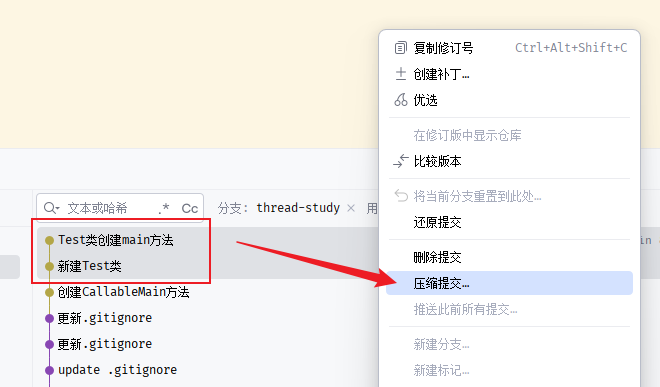 复制修订号 Ctrl+Alt+Shift+C
创建补丁…
优选
在修订版中显示仓库
比较版本
将当前分支重置到此处…
还原提交
删除提交
压缩提交…
推送此前所有提交…
新建分支…
新建标记…
文本或哈希 .* Cc 分支: thread-study × 用
Test类创建main方法
新建Test类
创建CallableMain方法
更新.gitignore
更新.gitignore
update .gitignore